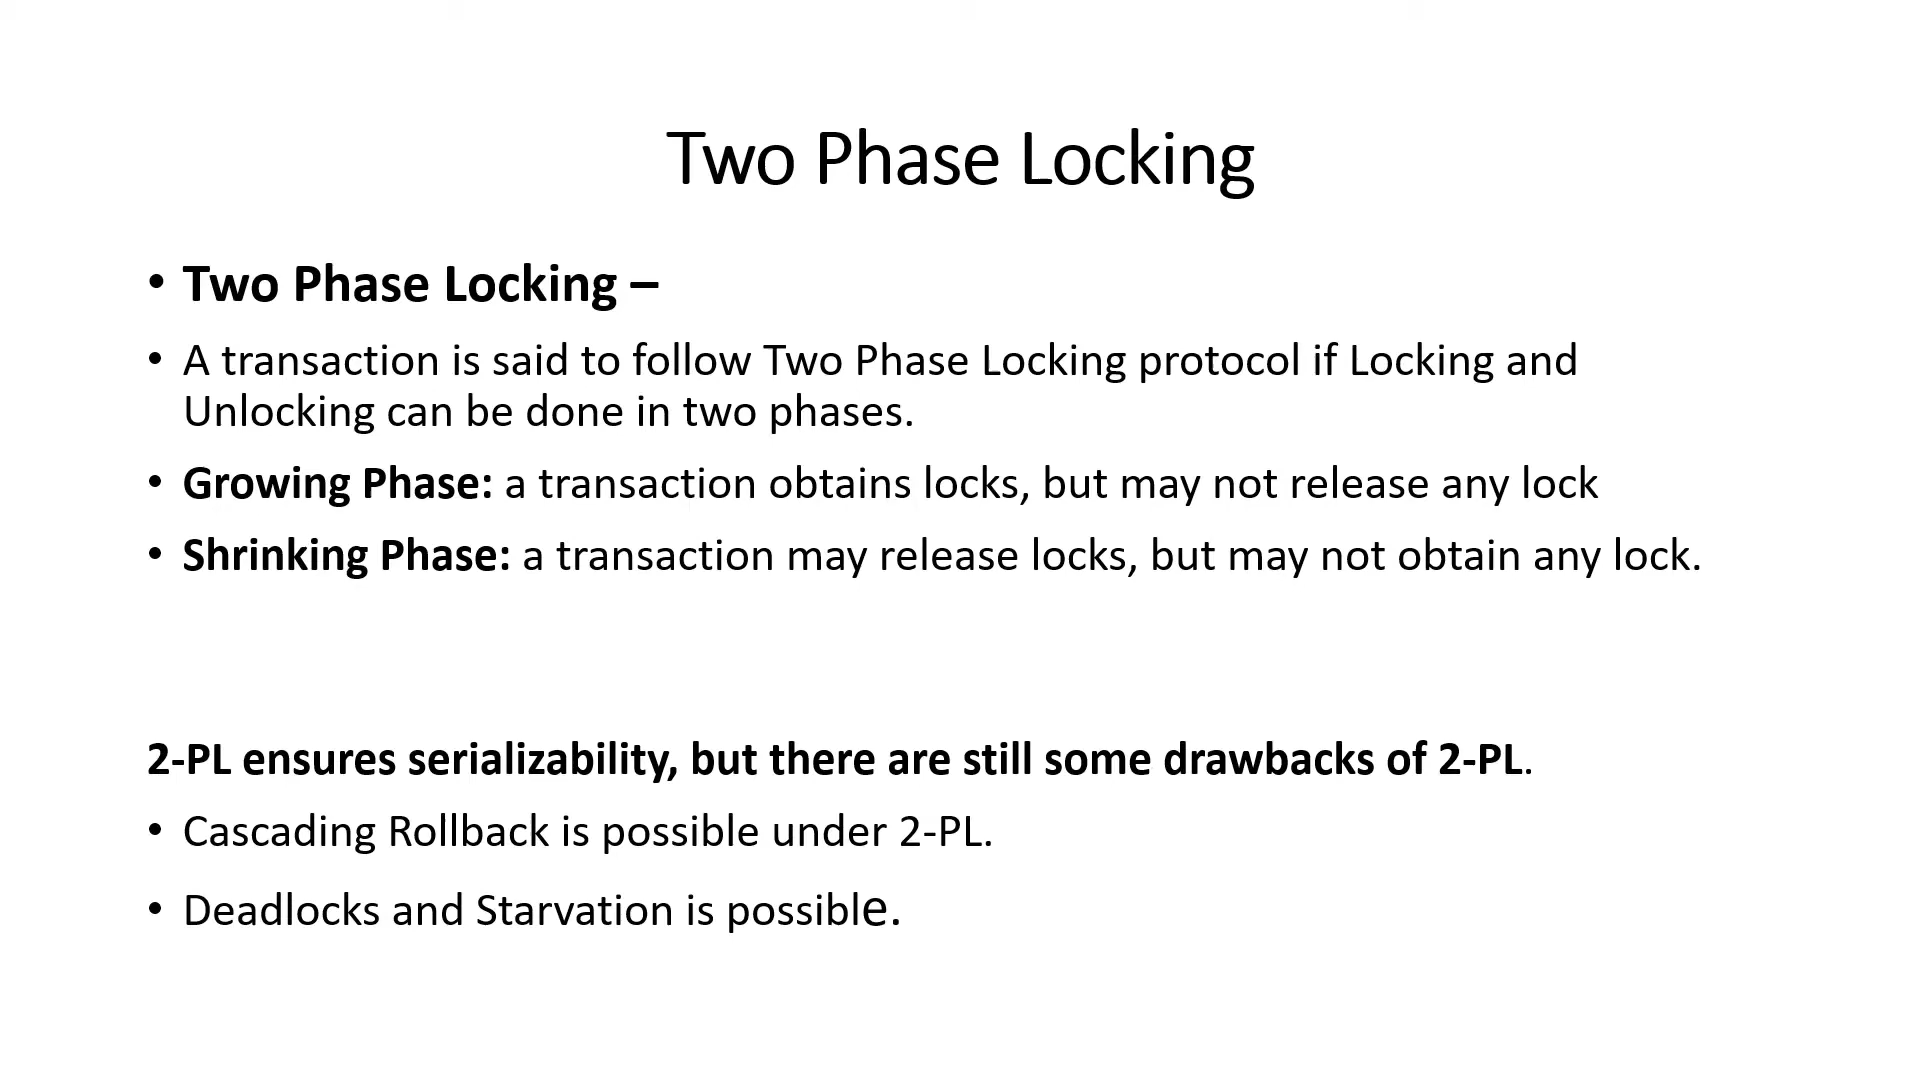 Two Phase Locking
• Two Phase Locking –
• A transaction is said to follow Two Phase Locking protocol if Locking and
Unlocking can be done in two phases.
• Growing Phase: a transaction obtains locks, but may not release any lock
• Shrinking Phase: a transaction may release locks, but may not obtain any lock.
2-PL ensures serializability, but there are still some drawbacks of 2-PL.
• Cascading Rollback is possible under 2-PL.
• Deadlocks and Starvation is possible.